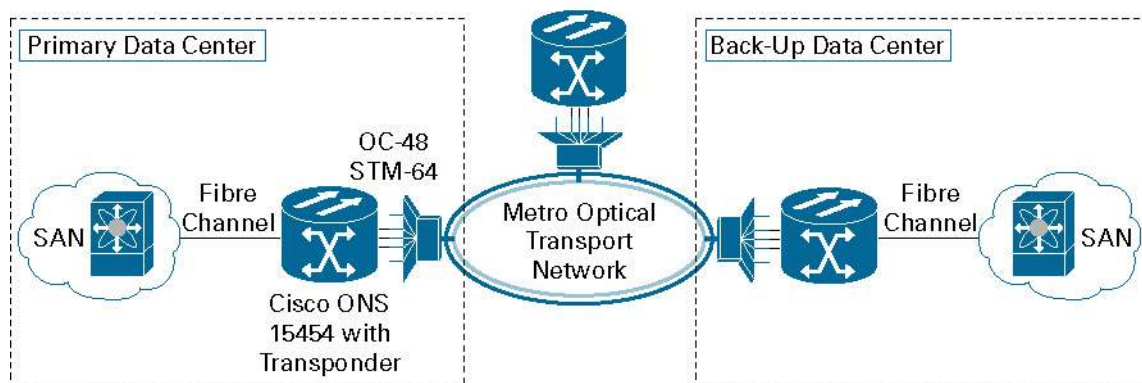 Primary Data Center
Back-Up Data Center
OC-48
STM-64
Fibre
Channel
SAN
Cisco ONS
15454 with
Transponder
Metro Optical
Transport
Network
Fibre
Channel
SAN